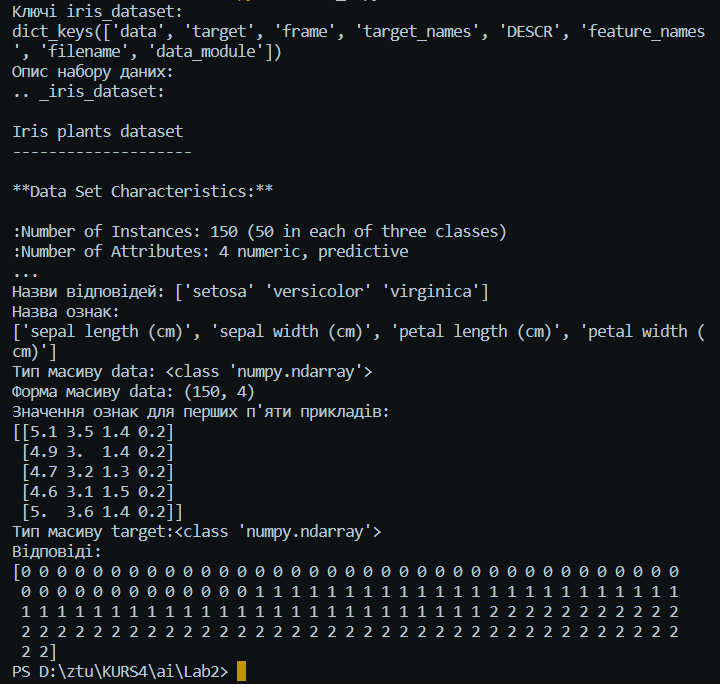 Ключі iris_dataset:
dict_keys(['data', 'target', 'frame', 'target_names', 'DESCR', 'feature_names
', 'filename', 'data_module'])
Опис набору даних:
.. _iris_dataset:

Iris plants dataset
--------------------

**Data Set Characteristics:**

:Number of Instances: 150 (50 in each of three classes)
:Number of Attributes: 4 numeric, predictive
...
Назви відповідей: ['setosa' 'versicolor' 'virginica']
Назва ознак:
['sepal length (cm)', 'sepal width (cm)', 'petal length (cm)', 'petal width (
cm)']
Тип масиву data: <class 'numpy.ndarray'>
Форма масиву data: (150, 4)
Значення ознак для перших п'яти прикладів:
[[5.1 3.5 1.4 0.2]
 [4.9 3.  1.4 0.2]
 [4.7 3.2 1.3 0.2]
 [4.6 3.1 1.5 0.2]
 [5.  3.6 1.4 0.2]]
Тип масиву target:<class 'numpy.ndarray'>
Відповіді:
[0 0 0 0 0 0 0 0 0 0 0 0 0 0 0 0 0 0 0 0 0 0 0 0 0 0 0 0 0 0 0 0 0 0 0 0 0
 0 0 0 0 0 0 0 0 0 0 0 0 0 1 1 1 1 1 1 1 1 1 1 1 1 1 1 1 1 1 1 1 1 1 1 1 1
 1 1 1 1 1 1 1 1 1 1 1 1 1 1 1 1 1 1 1 1 1 1 1 1 1 1 2 2 2 2 2 2 2 2 2 2 2
 2 2 2 2 2 2 2 2 2 2 2 2 2 2 2 2 2 2 2 2 2 2 2 2 2 2 2 2 2 2 2 2 2 2 2 2 2
 2 2]
PS D:\ztu\KURS4\ai\Lab2>